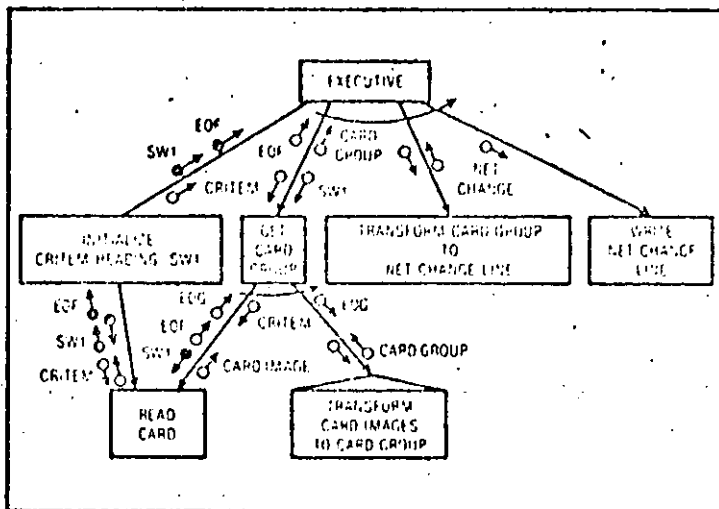 EXECUTIVE
EOF
SW1
CRITEM
EOF
CARD
GROUP
SW1
NET
CHANGE
INITIALIZE
CRITEM READING SW1
GET
CARD
GROUP
TRANSFORM CARD GROUP
TO
NET CHANGE LINE
WRITE
NET CHANGE
LINE
EOF
SW1
CRITEM
EOG
EOF
SW1
CARD IMAGE
CRITEM
EOG
CARD GROUP
READ
CARD
TRANSFORM
CARD IMAGES
TO CARD GROUP